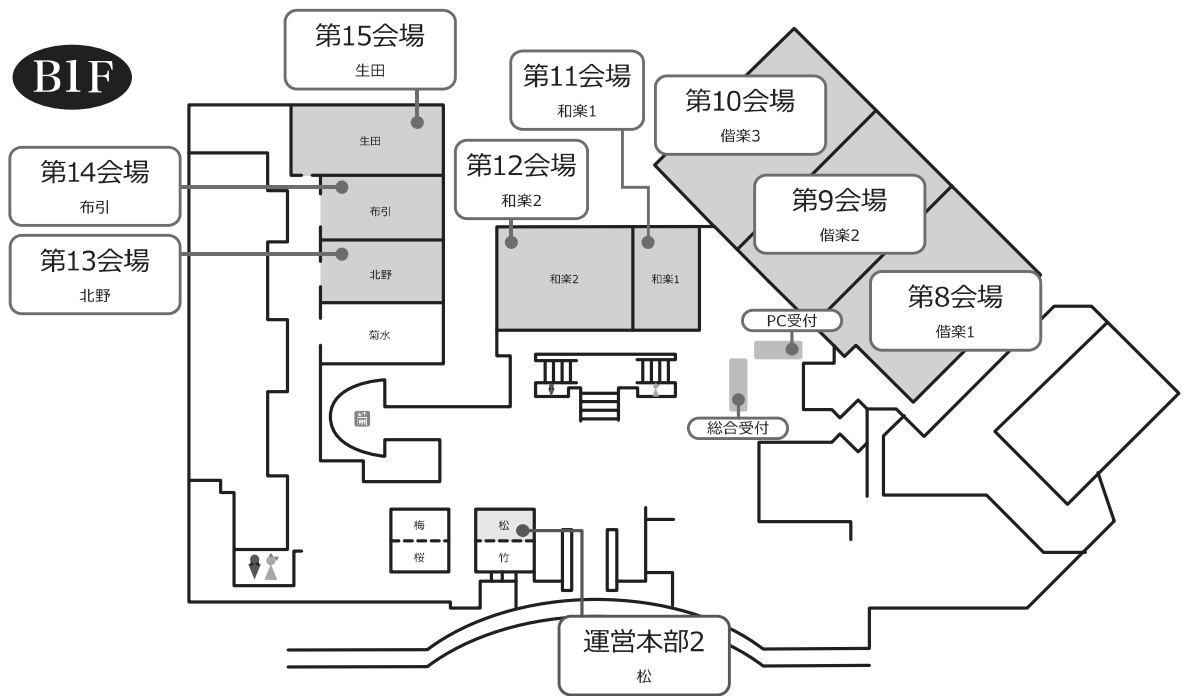 B1F
第15会場
生田
第11会場
和楽1
第10会場
偕楽3
第14会場
布引
第12会場
和楽2
第9会場
偕楽2
第13会場
北野
第8会場
偕楽1
生田
布引
北野
菊水
和楽2
和楽1
PC受付
総合受付
梅
桜
松
竹
運営本部2
松